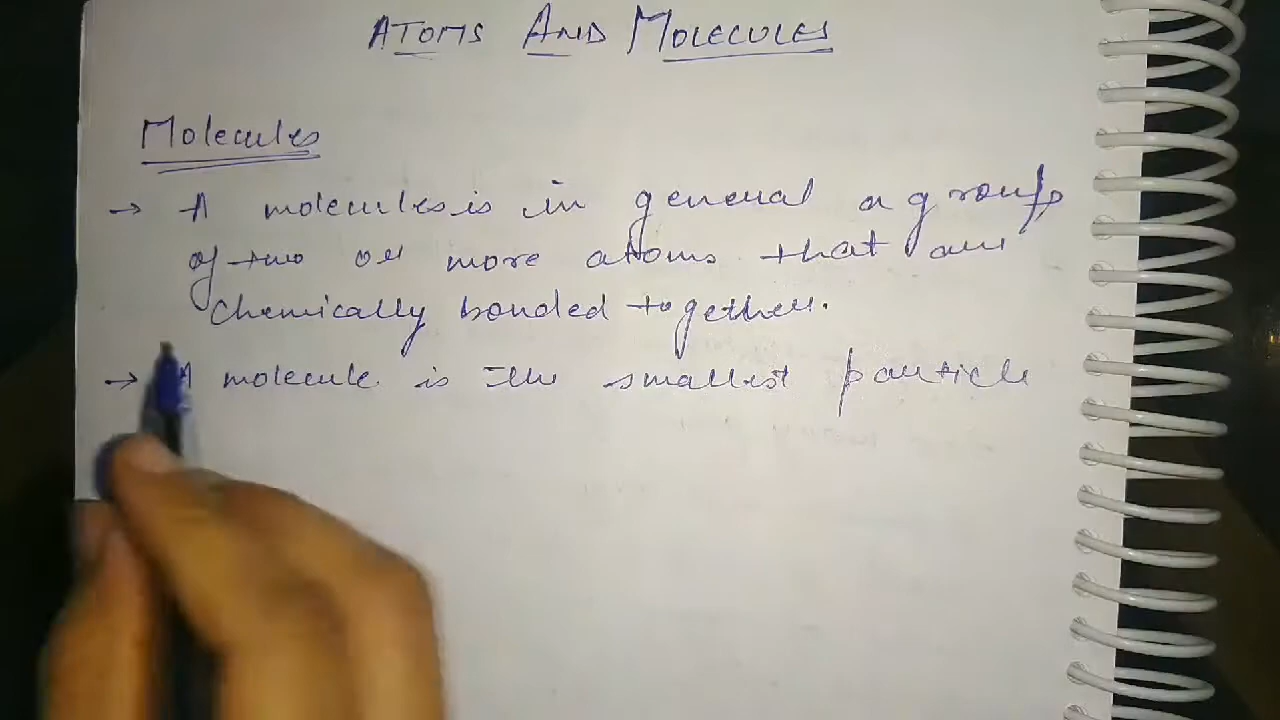 ATOMS AND MOLECULES
Molecules
→ A molecules is in general a group
of two or more atoms that are
chemically bonded together.
→ A molecule is the smallest particle